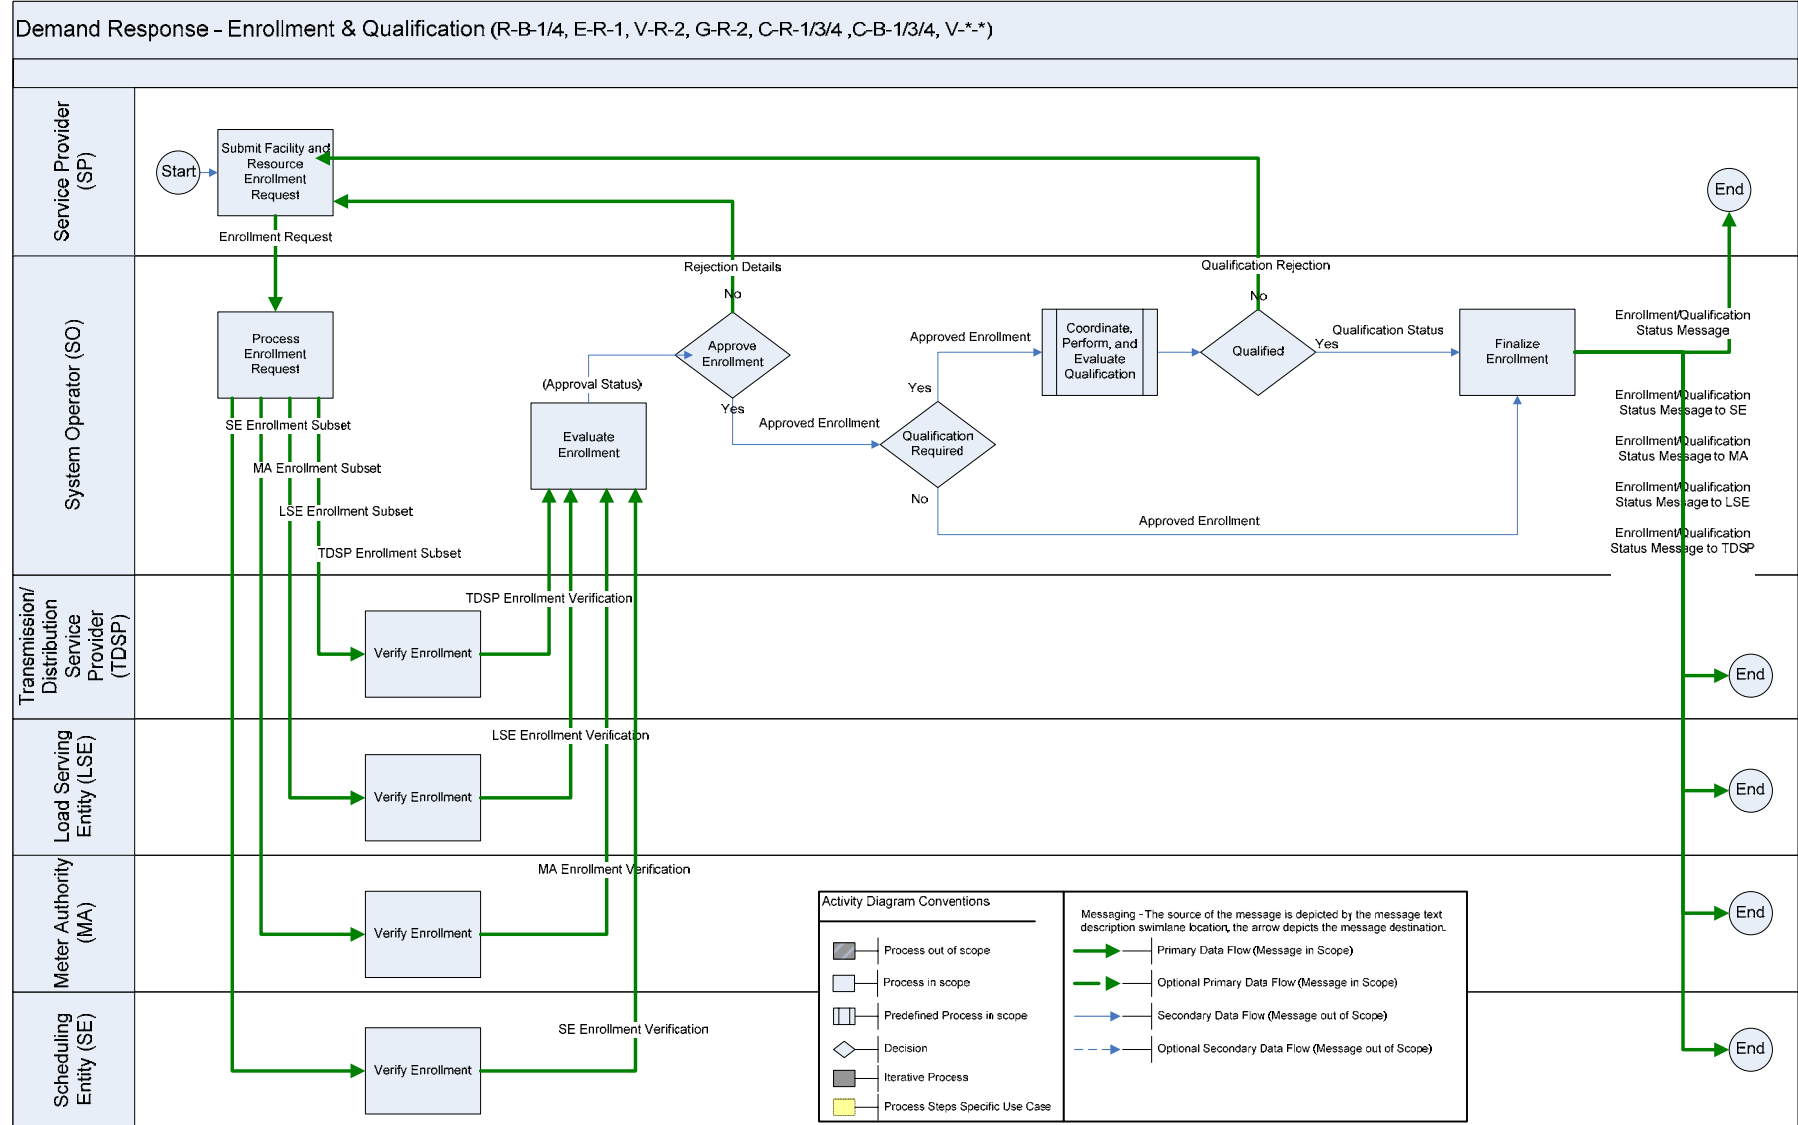 Demand Response - Enrollment & Qualification (R-B-1/4, E-R-1, V-R-2, G-R-2, C-R-1/3/4 ,C-B-1/3/4, V-*-*)
Service Provider
(SP)
Start
Submit Facility and
Resource
Enrollment
Request
Enrollment Request
End
System Operator (SO)
Process
Enrollment
Request
SE Enrollment Subset
MA Enrollment Subset
LSE Enrollment Subset
TDSP Enrollment Subset
Evaluate
Enrollment
(Approval Status)
Rejection Details
No
Approve
Enrollment
Yes
Approved Enrollment
Qualification
Required
Yes
Approved Enrollment
No
Approved Enrollment
Coordinate,
Perform, and
Evaluate
Qualification
Qualification Rejection
No
Qualified
Yes
Qualification Status
Finalize
Enrollment
Enrollment/Qualification
Status Message
Enrollment/Qualification
Status Message to SE
Enrollment/Qualification
Status Message to MA
Enrollment/Qualification
Status Message to LSE
Enrollment/Qualification
Status Message to TDSP
Transmission/
Distribution
Service
Provider
(TDSP)
Verify Enrollment
TDSP Enrollment Verification
End
Load Serving
Entity (LSE)
Verify Enrollment
LSE Enrollment Verification
End
Meter Authority
(MA)
Verify Enrollment
MA Enrollment Verification
End
Scheduling
Entity (SE)
Verify Enrollment
SE Enrollment Verification
End
Activity Diagram Conventions
Process out of scope
Process in scope
Predefined Process in scope
Decision
Iterative Process
Process Steps Specific Use Case
Messaging - The source of the message is depicted by the message text
description swimlane location, the arrow depicts the message destination.
Primary Data Flow (Message in Scope)
Optional Primary Data Flow (Message in Scope)
Secondary Data Flow (Message out of Scope)
Optional Secondary Data Flow (Message out of Scope)